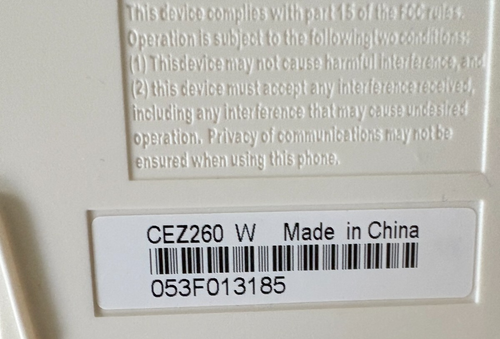 This device complies with part 15 of the FCC rules.
Operation is subject to the following two conditions:
(1) This device may not cause harmful interference, and
(2) this device must accept any interference received,
including any interference that may cause undesired
operation. Privacy of communications may not be
ensured when using this phone.
CEZ260 W Made in China
053F013185